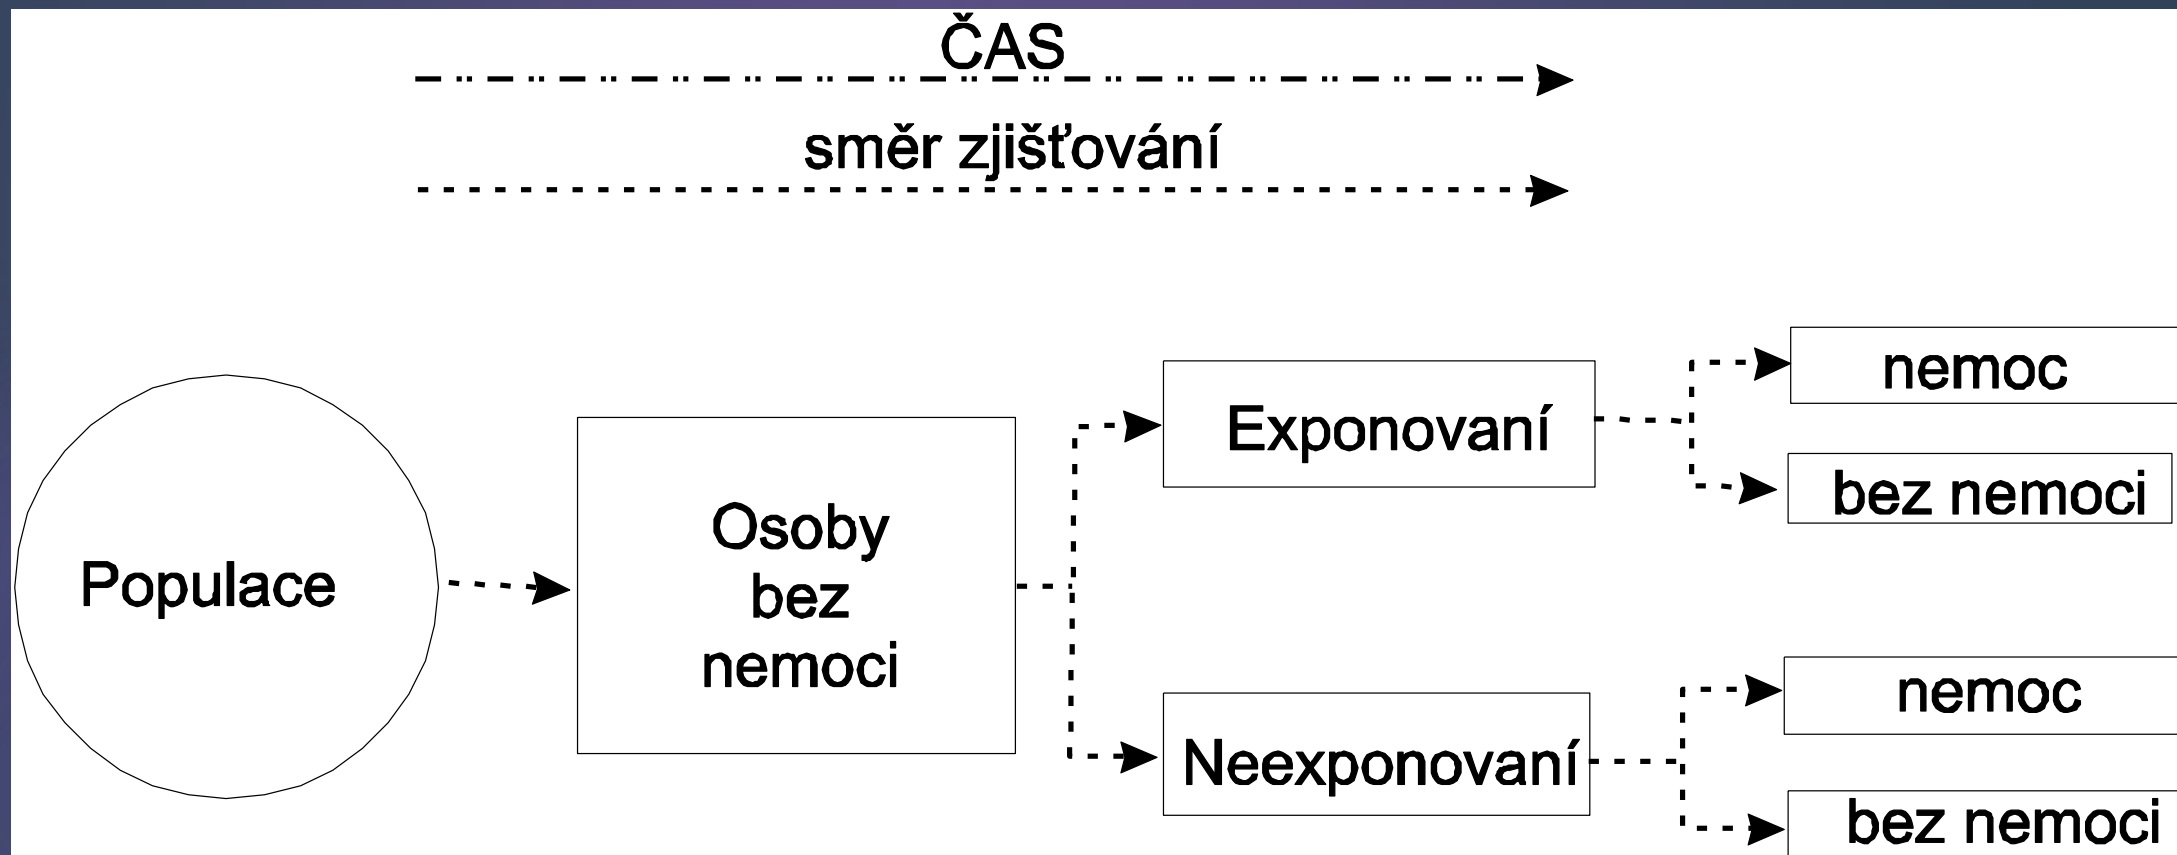 ČAS
směr zjišťování
Populace
Osoby
bez
nemoci
Exponovaní
nemoc
bez nemoci
Neexponovaní
nemoc
bez nemoci